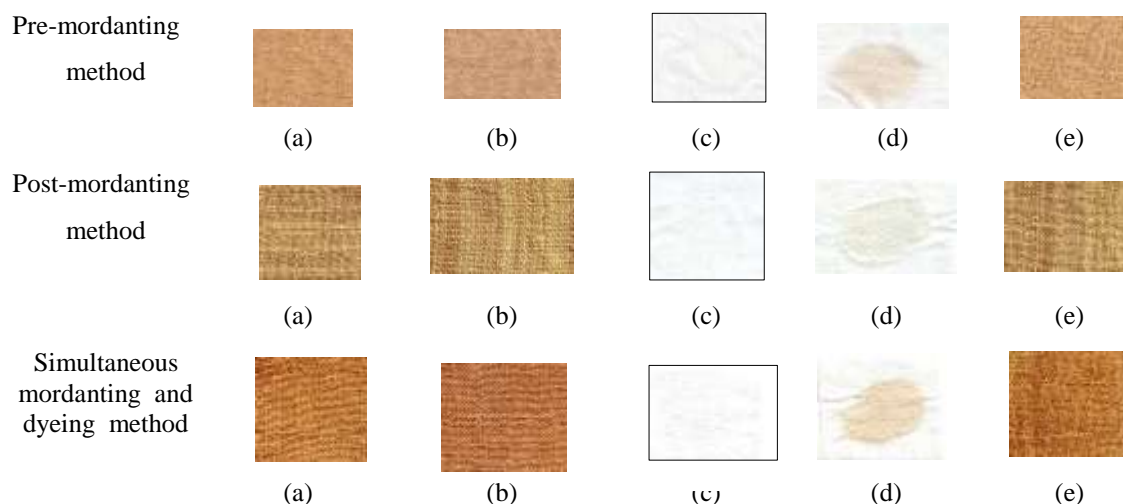 Pre-mordanting
method
(a) (b) (c) (d) (e)
Post-mordanting
method
(a) (b) (c) (d) (e)
Simultaneous
mordanting and
dyeing method
(a) (b) (c) (d) (e)